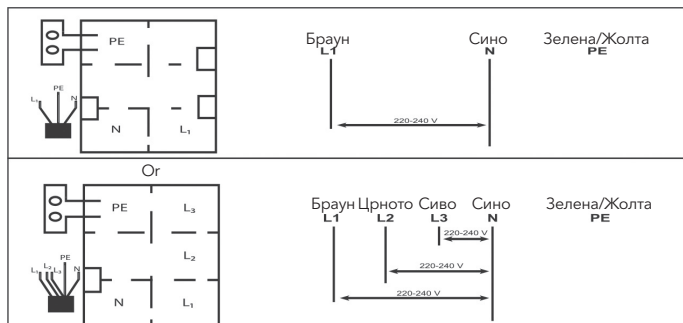 PE
Браун Сино Зелена/Жолта
L1 N PE
PE
L₁ N
220-240 V
N L₁
Or
PE L₃
Браун Црното Сиво Сино Зелена/Жолта
L1 L2 L3 N PE
220-240 V
L₂
PE
L₂
L₁ L₃ N
220-240 V
N L₁
220-240 V